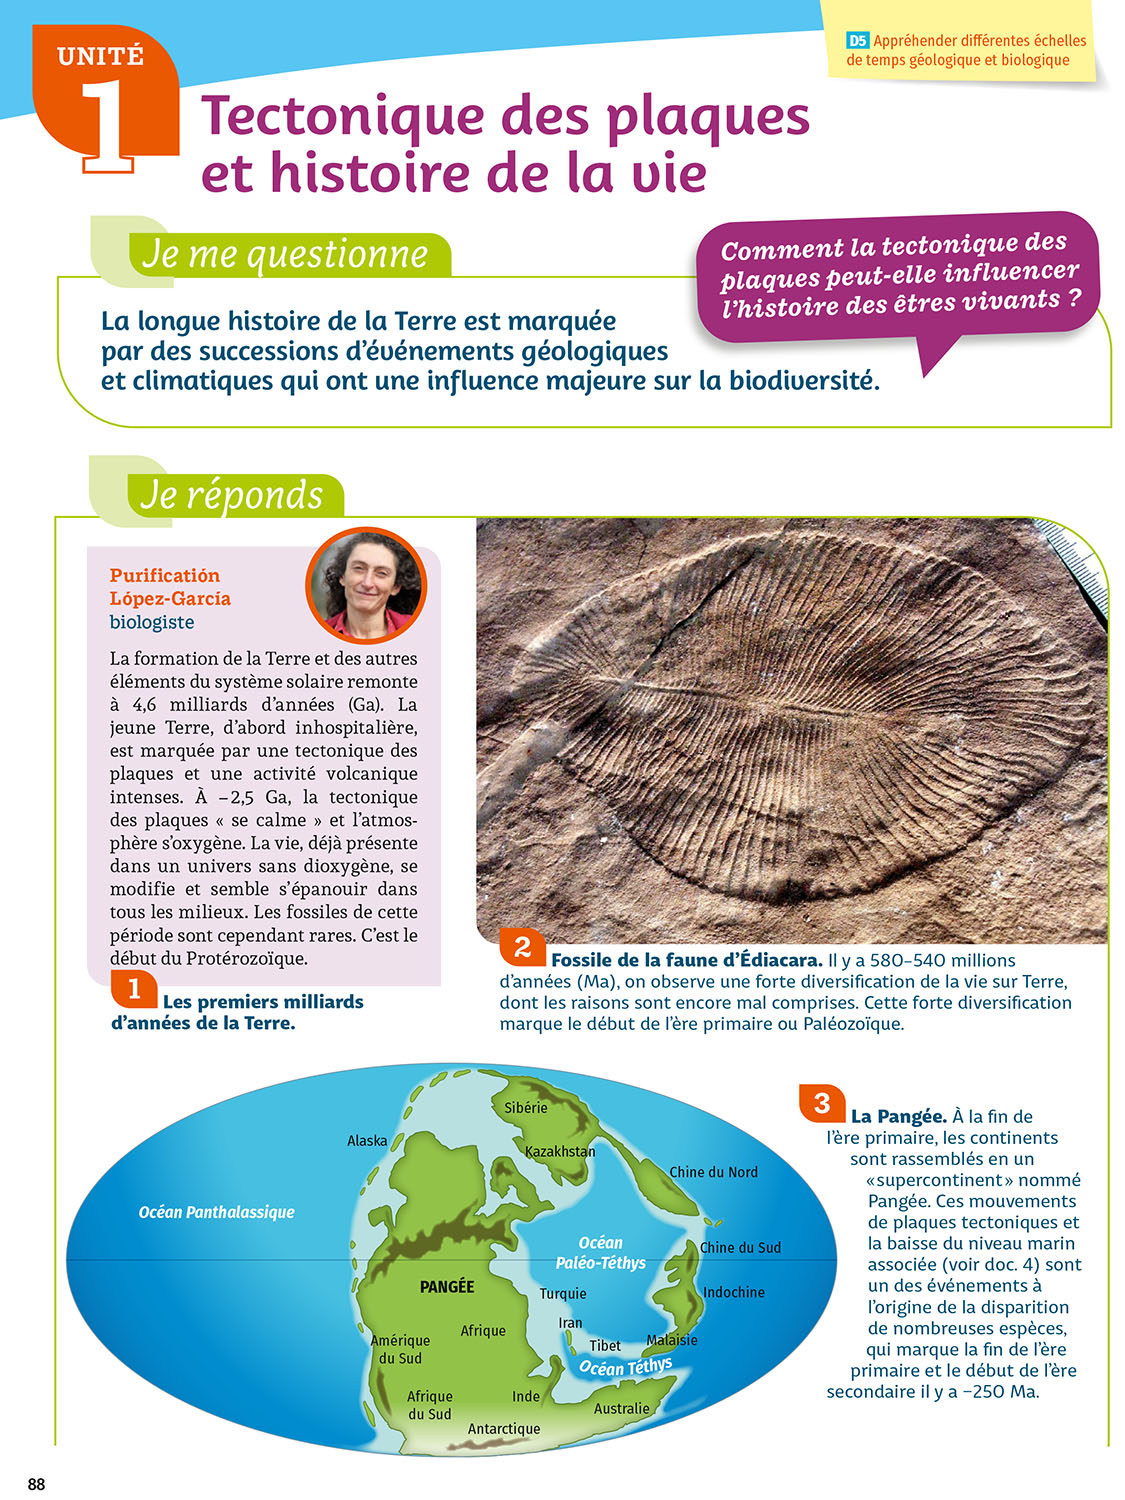 UNITÉ
1
D5 Appréhender différentes échelles
de temps géologique et biologique
Tectonique des plaques
et histoire de la vie
Je me questionne
Comment la tectonique des
plaques peut-elle influencer
l'histoire des êtres vivants ?
La longue histoire de la Terre est marquée
par des successions d'événements géologiques
et climatiques qui ont une influence majeure sur la biodiversité.
Je réponds
Purificatión
López-García
biologiste
La formation de la Terre et des autres
éléments du système solaire remonte
à 4,6 milliards d'années (Ga). La
jeune Terre, d'abord inhospitalière,
est marquée par une tectonique des
plaques et une activité volcanique
intenses. À –2,5 Ga, la tectonique
des plaques « se calme » et l'atmos-
phère s'oxygène. La vie, déjà présente
dans un univers sans dioxygène, se
modifie et semble s'épanouir dans
tous les milieux. Les fossiles de cette
période sont cependant rares. C'est le
début du Protérozoïque.
1 Les premiers milliards
d'années de la Terre.
2 Fossile de la faune d'Édiacara. Il y a 580-540 millions
d'années (Ma), on observe une forte diversification de la vie sur Terre,
dont les raisons sont encore mal comprises. Cette forte diversification
marque le début de l'ère primaire ou Paléozoïque.
Sibérie
Alaska
Kazakhstan
Chine du Nord
Océan Panthalassique
Océan
Paléo-Téthys
Chine du Sud
PANGÉE
Turquie
Indochine
Iran
Afrique
Amérique
du Sud
Tibet
Malaisie
Océan Téthys
Afrique
du Sud
Inde
Australie
Antarctique
3 La Pangée. À la fin de
l'ère primaire, les continents
sont rassemblés en un
«supercontinent» nommé
Pangée. Ces mouvements
de plaques tectoniques et
la baisse du niveau marin
associée (voir doc. 4) sont
un des événements à
l'origine de la disparition
de nombreuses espèces,
qui marque la fin de l'ère
primaire et le début de l'ère
secondaire il y a –250 Ma.
88